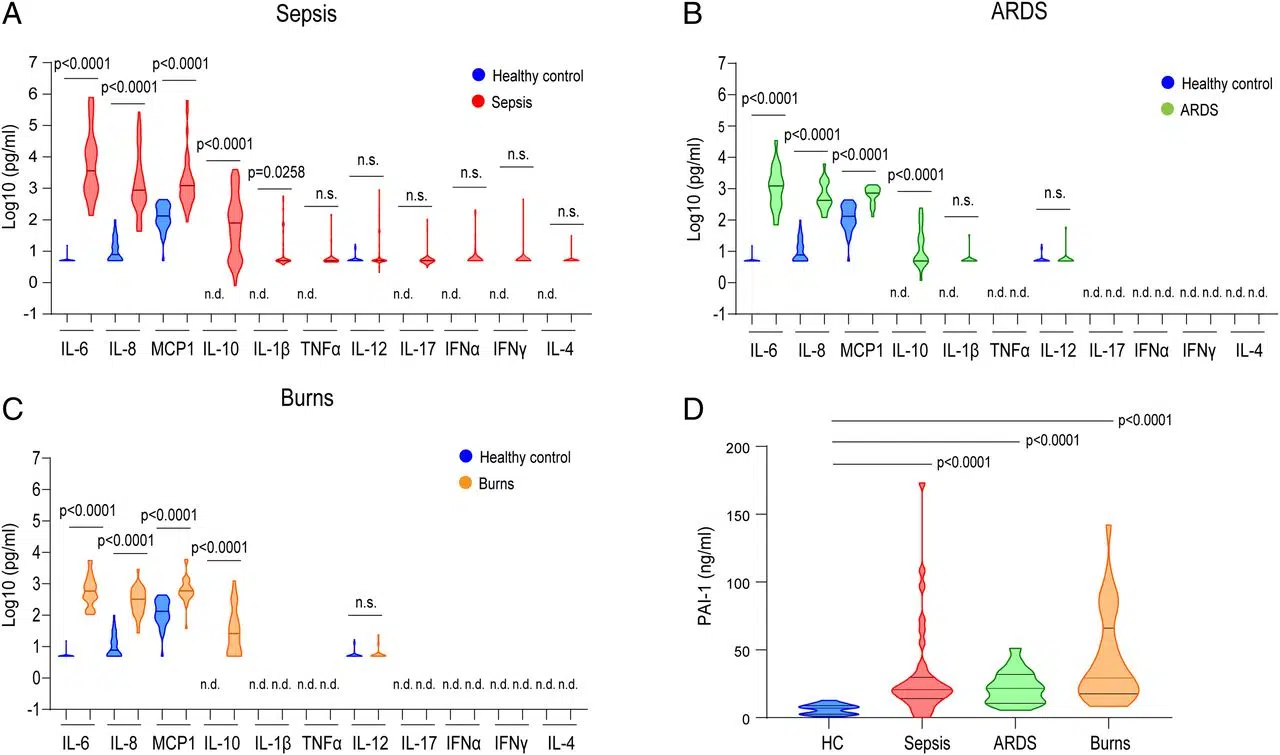 A
Sepsis
7
6
5
4
3
2
1
0
-1
Log10 (pg/ml)
p<0.0001
p<0.0001
p<0.0001
p<0.0001
p=0.0258
n.s.
n.s.
n.s.
n.s.
n.s.
n.s.
Healthy control
Sepsis
n.d. n.d. n.d. n.d. n.d. n.d. n.d.
IL-6 IL-8 MCP1 IL-10 IL-1β TNFα IL-12 IL-17 IFNα IFNγ IL-4
B
ARDS
7
6
5
4
3
2
1
0
-1
Log10 (pg/ml)
p<0.0001
p<0.0001
p<0.0001
p<0.0001
n.s.
n.s.
Healthy control
ARDS
n.d. n.d. n.d. n.d. n.d. n.d. n.d. n.d. n.d. n.d. n.d. n.d.
IL-6 IL-8 MCP1 IL-10 IL-1β TNFα IL-12 IL-17 IFNα IFNγ IL-4
C
Burns
7
6
5
4
3
2
1
0
-1
Log10 (pg/ml)
p<0.0001
p<0.0001
p<0.0001
p<0.0001
n.s.
Healthy control
Burns
n.d. n.d. n.d. n.d. n.d. n.d. n.d. n.d. n.d. n.d. n.d. n.d. n.d.
IL-6 IL-8 MCP1 IL-10 IL-1β TNFα IL-12 IL-17 IFNα IFNγ IL-4
D
200
150
100
50
0
PAI-1 (ng/ml)
p<0.0001
p<0.0001
p<0.0001
HC Sepsis ARDS Burns